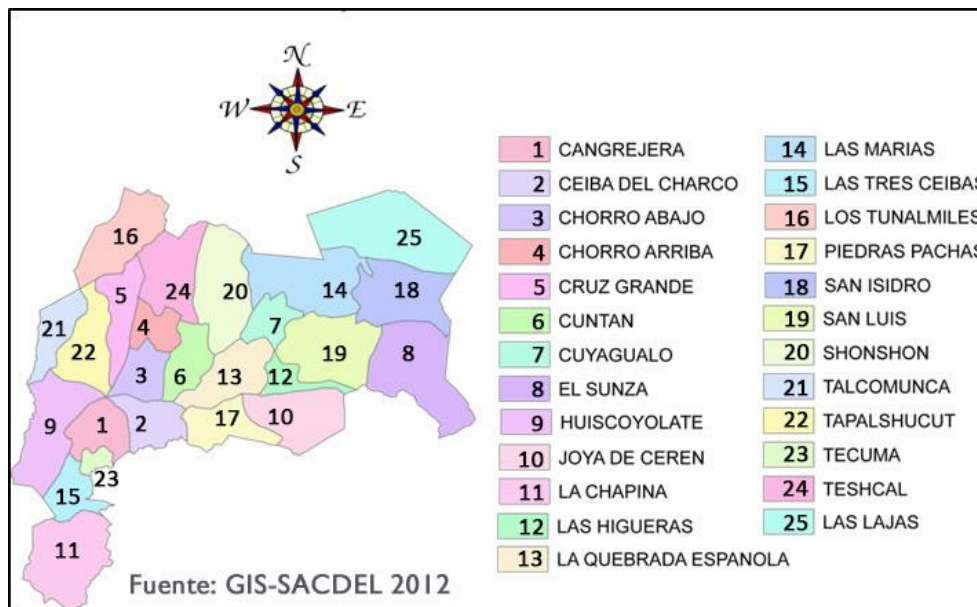 N
W E
S
16
25
5
24
20
14
18
21
4
7
22
19
8
3
6
13
12
9
1
2
17
10
23
15
11
Fuente: GIS-SACDEL 2012
1 CANGREJERA
2 CEIBA DEL CHARCO
3 CHORRO ABAJO
4 CHORRO ARRIBA
5 CRUZ GRANDE
6 CUNTAN
7 CUYAGUALO
8 EL SUNZA
9 HUISCOYOLATE
10 JOYA DE CEREN
11 LA CHAPINA
12 LAS HIGUERAS
13 LA QUEBRADA ESPANOLA
14 LAS MARIAS
15 LAS TRES CEIBAS
16 LOS TUNALMILES
17 PIEDRAS PACHAS
18 SAN ISIDRO
19 SAN LUIS
20 SHONSHON
21 TALCOMUNCA
22 TAPALSHUCUT
23 TECUMA
24 TESHCAL
25 LAS LAJAS